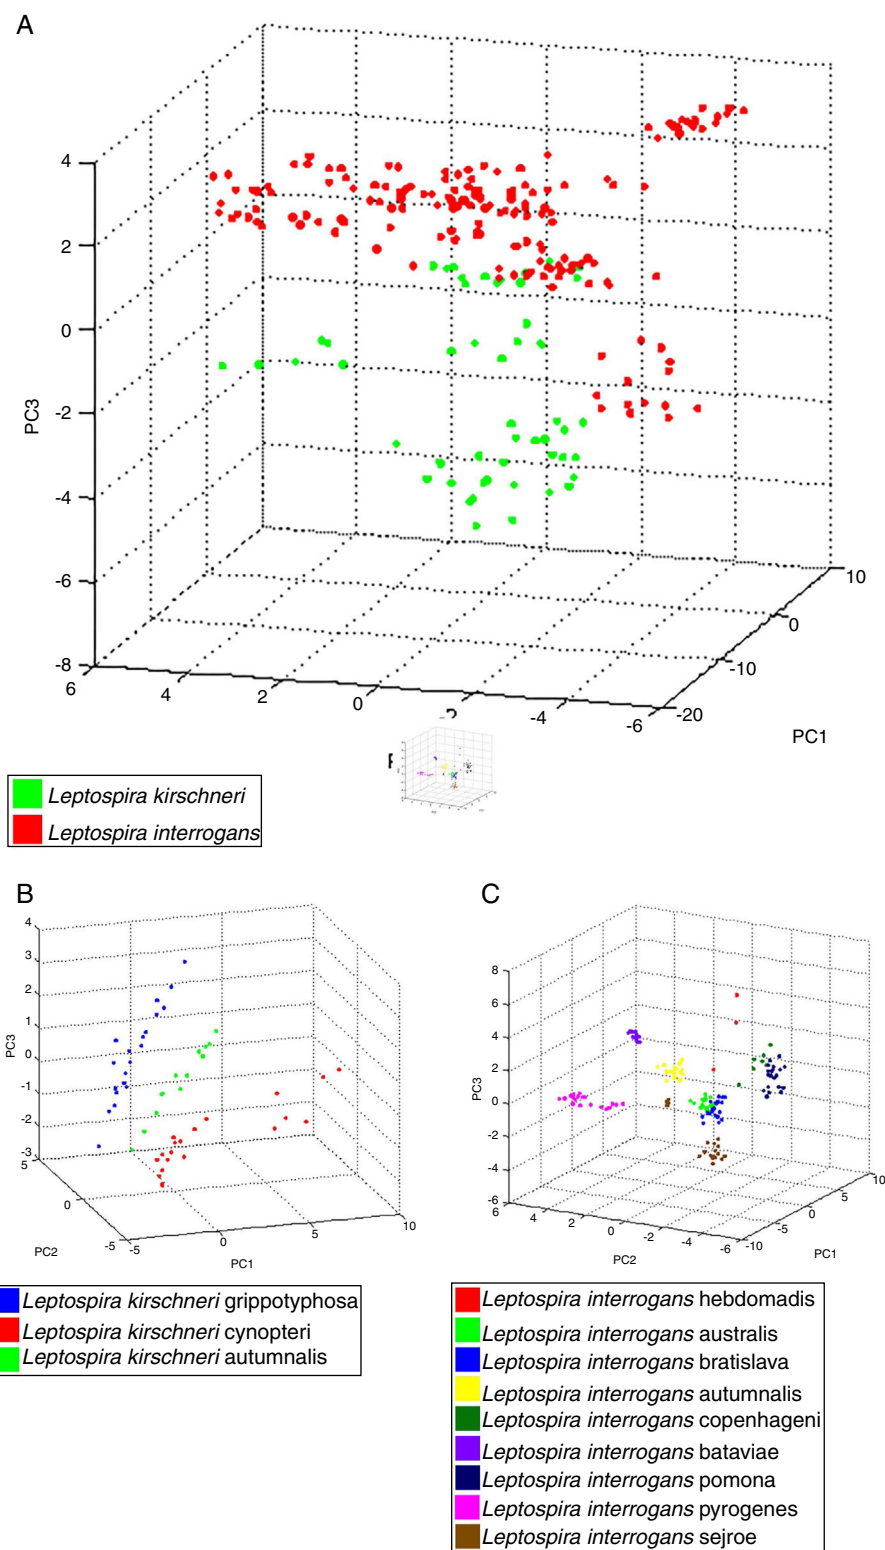 A
4
2
0
-2
-4
-6
-8
PC3
6
4
2
0
-4
-6
10
0
-10
-20
PC1
Leptospira kirschneri
Leptospira interrogans
B
4
3
2
1
0
-1
-2
-3
PC3
5
0
-5
PC2
-5
0
5
10
PC1
Leptospira kirschneri grippotyphosa
Leptospira kirschneri cynopteri
Leptospira kirschneri autumnalis
C
8
6
4
2
0
-2
-4
-6
PC3
6
4
2
0
-2
-4
-6
PC2
10
5
0
-5
-10
PC1
Leptospira interrogans hebdomadis
Leptospira interrogans australis
Leptospira interrogans bratislava
Leptospira interrogans autumnalis
Leptospira interrogans copenhageni
Leptospira interrogans bataviae
Leptospira interrogans pomona
Leptospira interrogans pyrogenes
Leptospira interrogans sejroe